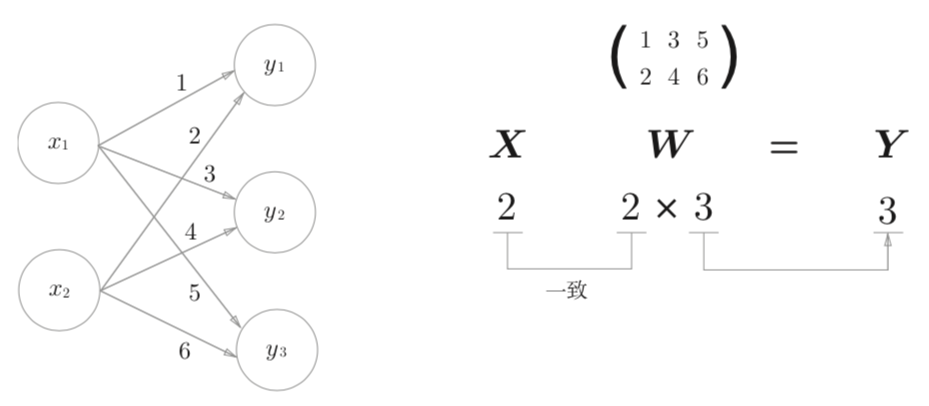 x1
x2
y1
y2
y3
1
2
3
4
5
6
( 1 3 5
2 4 6 )
X W = Y
2 2 × 3 3
一致